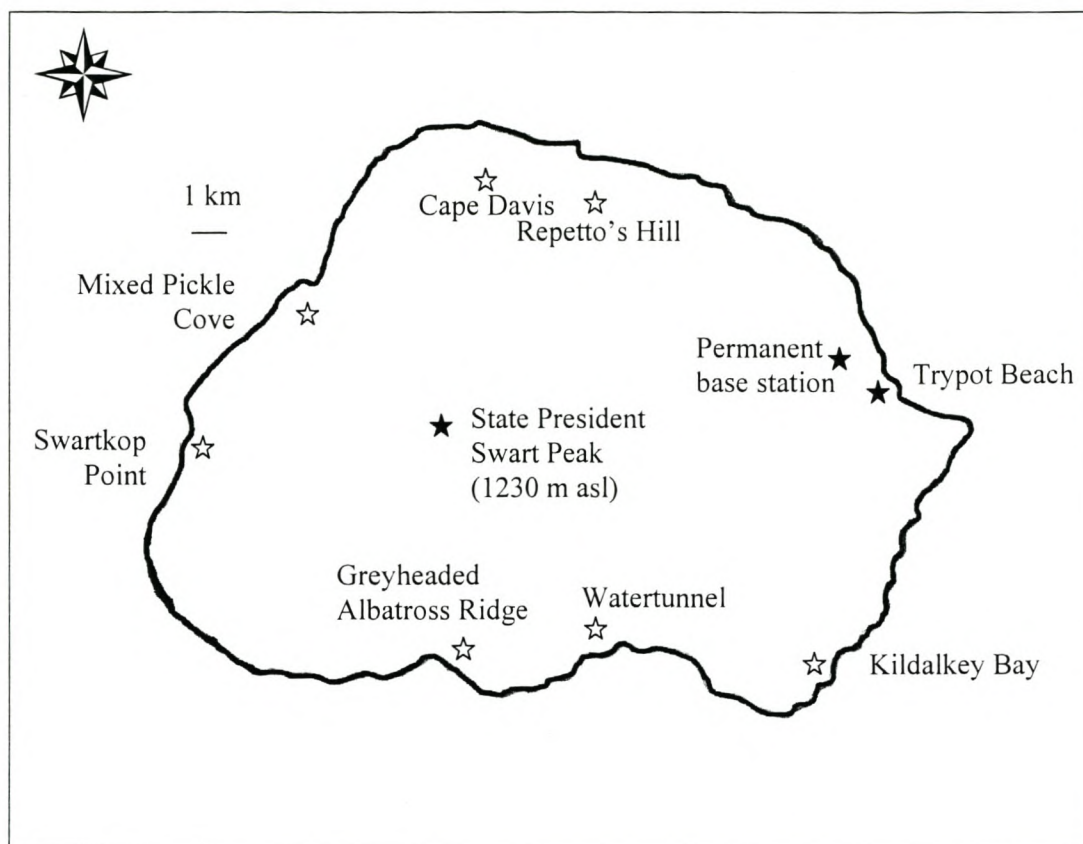 1 km
Cape Davis
Repetto's Hill
Mixed Pickle
Cove
Permanent
base station
Trypot Beach
State President
Swart Peak
(1230 m asl)
Swartkop
Point
Greyheaded
Albatross Ridge
Watertunnel
Kildalkey Bay